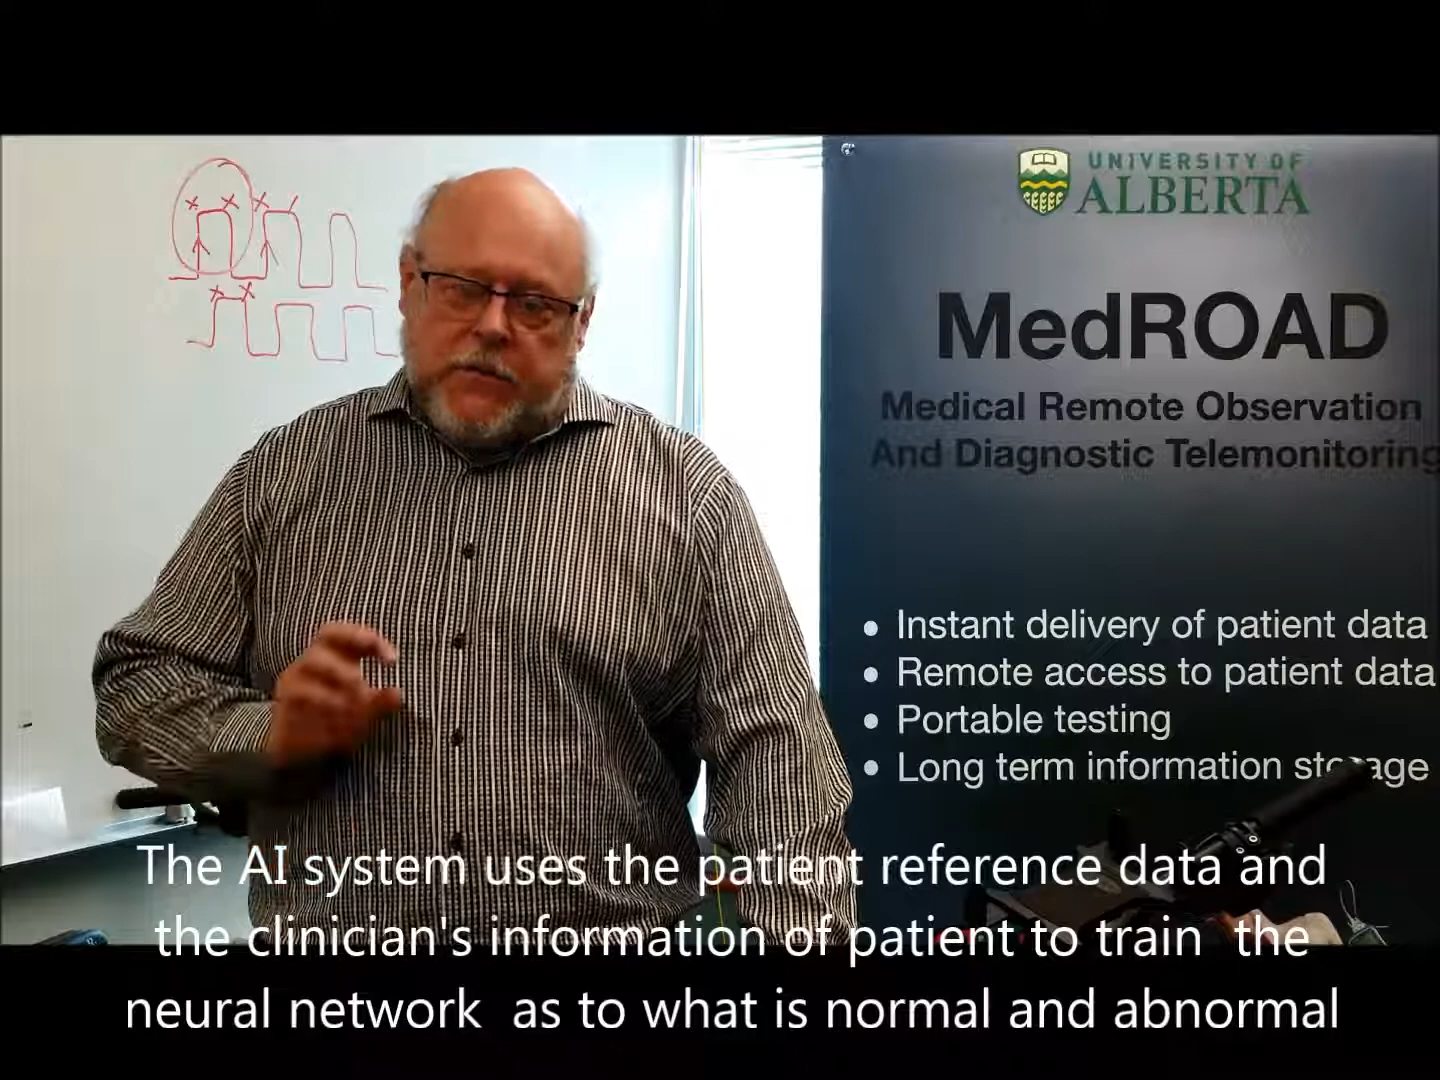 UNIVERSITY OF
ALBERTA
MedROAD
Medical Remote Observation
And Diagnostic Telemonitoring
• Instant delivery of patient data
• Remote access to patient data
• Portable testing
• Long term information storage
The AI system uses the patient reference data and
the clinician's information of patient to train the
neural network as to what is normal and abnormal